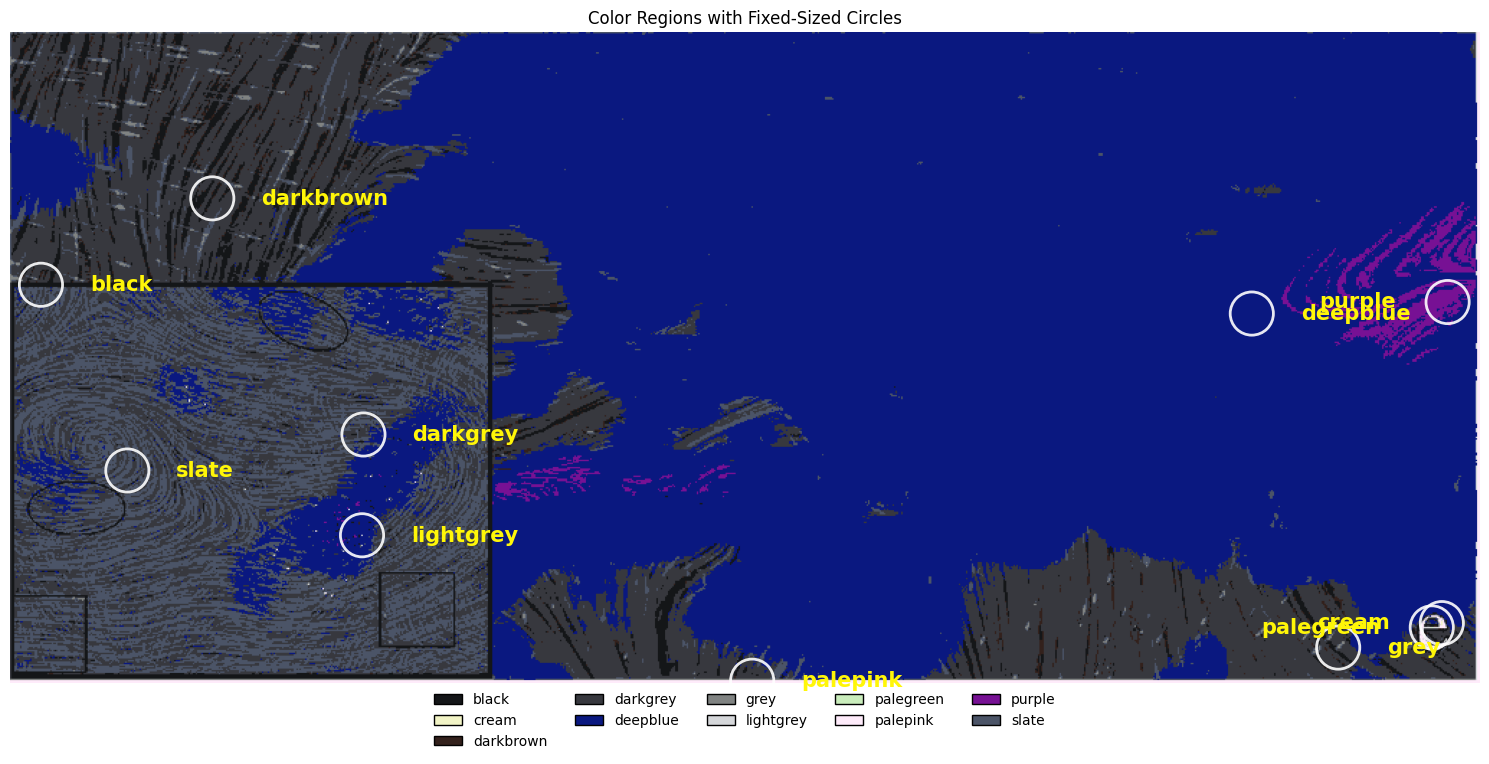 Color Regions with Fixed-Sized Circles
darkbrown
black
purple
deepblue
darkgrey
slate
lightgrey
cream
palegreen
grey
palepink
black darkgrey grey palegreen purple
cream deepblue lightgrey palepink slate
darkbrown